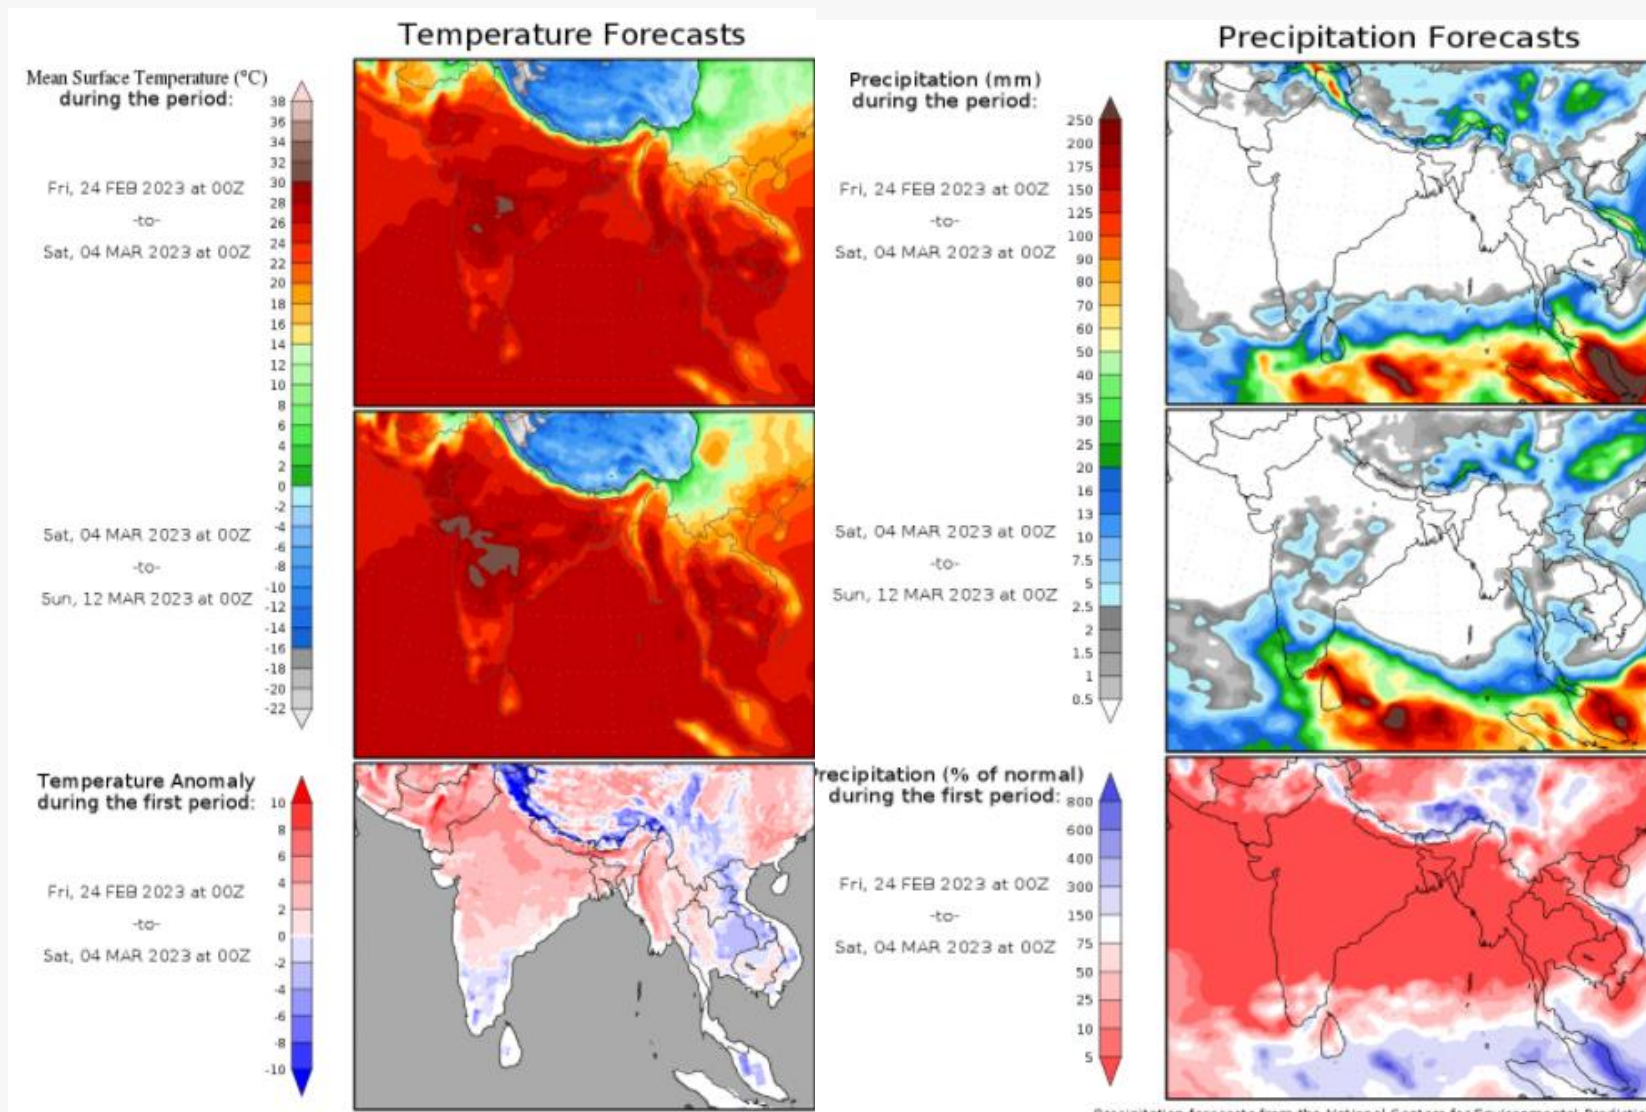 Temperature Forecasts
Mean Surface Temperature (°C)
during the period:
38
36
34
32
30
28
26
24
22
20
18
16
14
12
10
8
6
4
2
0
-2
-4
-6
-8
-10
-12
-14
-16
-18
-20
-22
Fri, 24 FEB 2023 at 00Z
-to-
Sat, 04 MAR 2023 at 00Z
Sat, 04 MAR 2023 at 00Z
-to-
Sun, 12 MAR 2023 at 00Z
Temperature Anomaly
during the first period:
10
8
6
4
2
0
-2
-4
-6
-8
-10
Fri, 24 FEB 2023 at 00Z
-to-
Sat, 04 MAR 2023 at 00Z
Precipitation Forecasts
Precipitation (mm)
during the period:
250
200
175
150
125
100
90
80
70
60
50
40
35
30
25
20
16
13
10
7.5
5
2.5
2
1.5
1
0.5
Fri, 24 FEB 2023 at 00Z
-to-
Sat, 04 MAR 2023 at 00Z
Sat, 04 MAR 2023 at 00Z
-to-
Sun, 12 MAR 2023 at 00Z
Precipitation (% of normal)
during the first period:
800
600
400
300
150
75
50
25
10
5
Fri, 24 FEB 2023 at 00Z
-to-
Sat, 04 MAR 2023 at 00Z